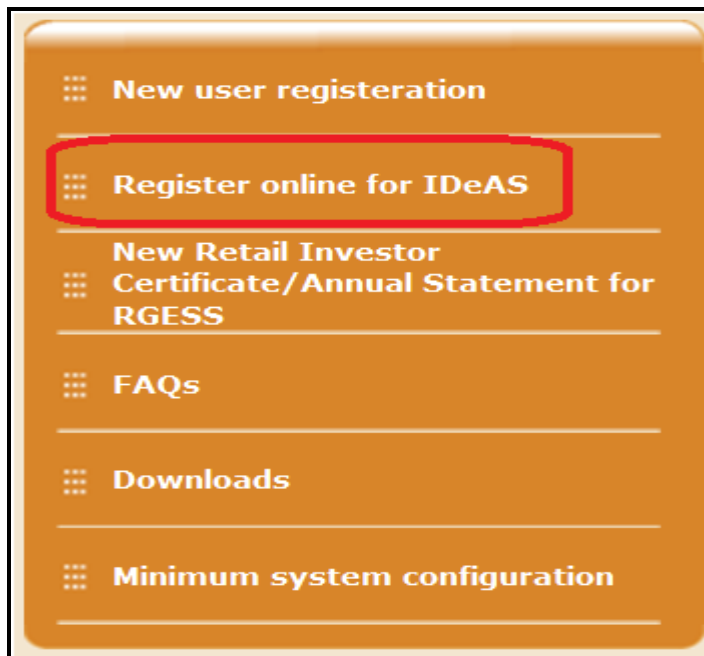 New user registeration
Register online for IDeAS
New Retail Investor
Certificate/Annual Statement for
RGESS
FAQs
Downloads
Minimum system configuration